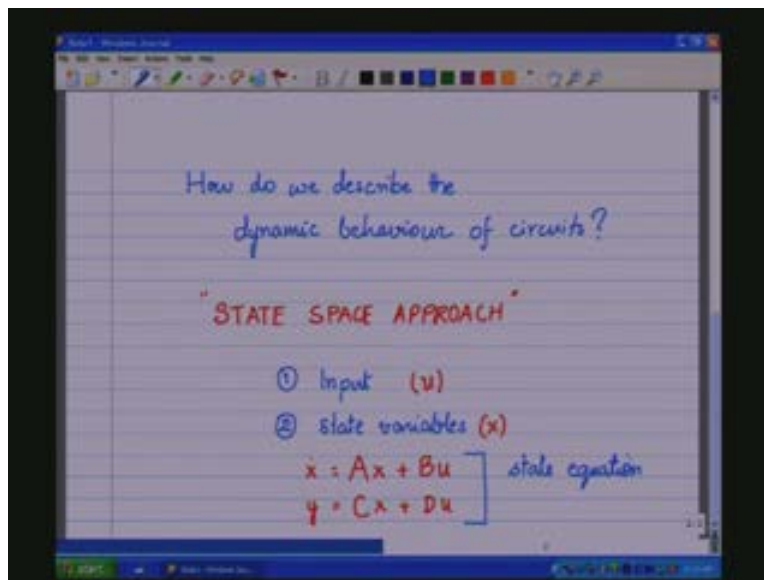 How do we describe the
dynamic behaviour of circuits?
"STATE SPACE APPROACH"
① Input (u)
② State variables (x)
ẋ = Ax + Bu ] state equation
y = Cx + Du